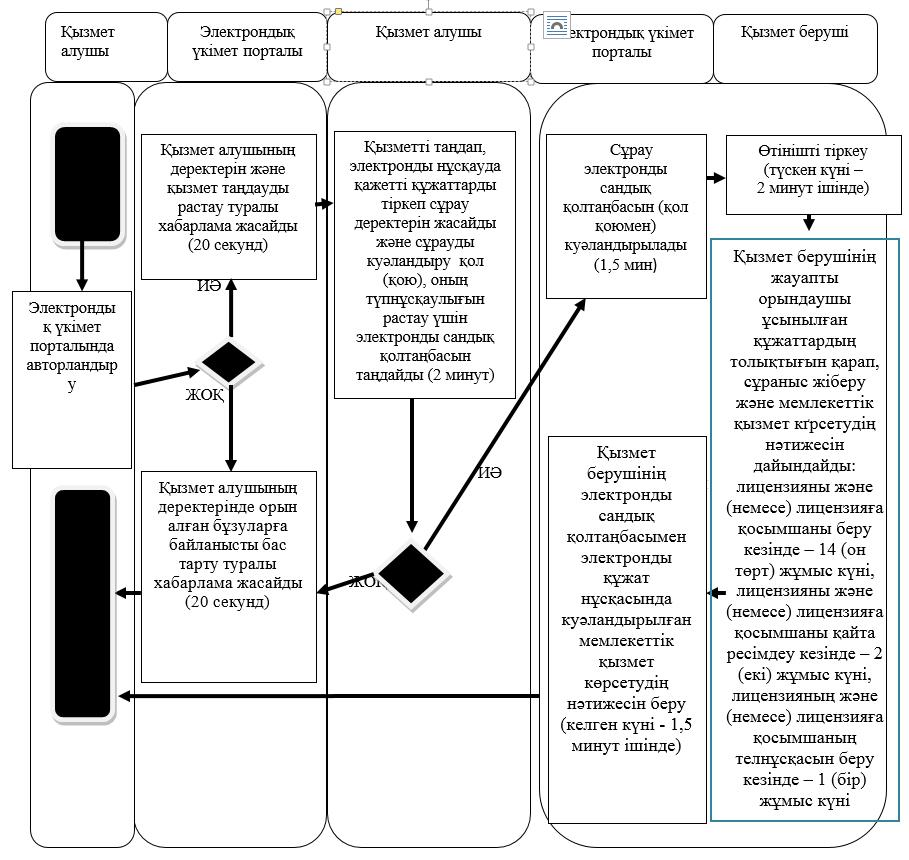 Қызмет
алушы
Электрондық
үкімет порталы
Қызмет алушы
ектрондық үкімет
порталы
Қызмет беруші
Электронды
қ үкімет
порталында
авторландыр
у
Қызмет алушының
деректерін және
қызмет таңдауды
растау туралы
хабарлама жасайды
(20 секунд)
ИӘ
ЖОҚ
Қызмет алушының
деректерінде орын
алған бұзуларға
байланысты бас
тарту туралы
хабарлама жасайды
(20 секунд)
Қызметті таңдап,
электронды нұсқауда
қажетті құжаттарды
тіркеп сұрау
деректерін жасайды
және сұрауды
куәландыру қол
(қою), оның
түпнұсқаулығын
растау үшін
электронды сандық
қолтаңбасын
таңдайды (2 минут)
ИӘ
ЖОҚ
Сұрау
электронды
сандық
қолтаңбасын (қол
қоюмен)
куәландырылады
(1,5 мин)
Өтінішті тіркеу
(түскен күні –
2 минут ішінде)
Қызмет берушінің
жауапты
орындаушы
ұсынылған
құжаттардың
толықтығын қарап,
сұраныс жіберу
және мемлекеттік
қызмет кґрсетудің
нәтижесін
дайындайды:
лицензияны және
(немесе) лицензияға
қосымшаны беру
кезінде – 14 (он
төрт) жұмыс күні,
лицензияны және
(немесе) лицензияға
қосымшаны қайта
ресімдеу кезінде – 2
(екі) жұмыс күні,
лицензияның және
(немесе) лицензияға
қосымшаның
телнұсқасын беру
кезінде – 1 (бір)
жұмыс күні
Қызмет
берушінің
электронды
сандық
қолтаңбасымен
электронды
құжат
нұсқасында
куәландырылған
мемлекеттік
қызмет
көрсетудің
нәтижесін беру
(келген күні - 1,5
минут ішінде)